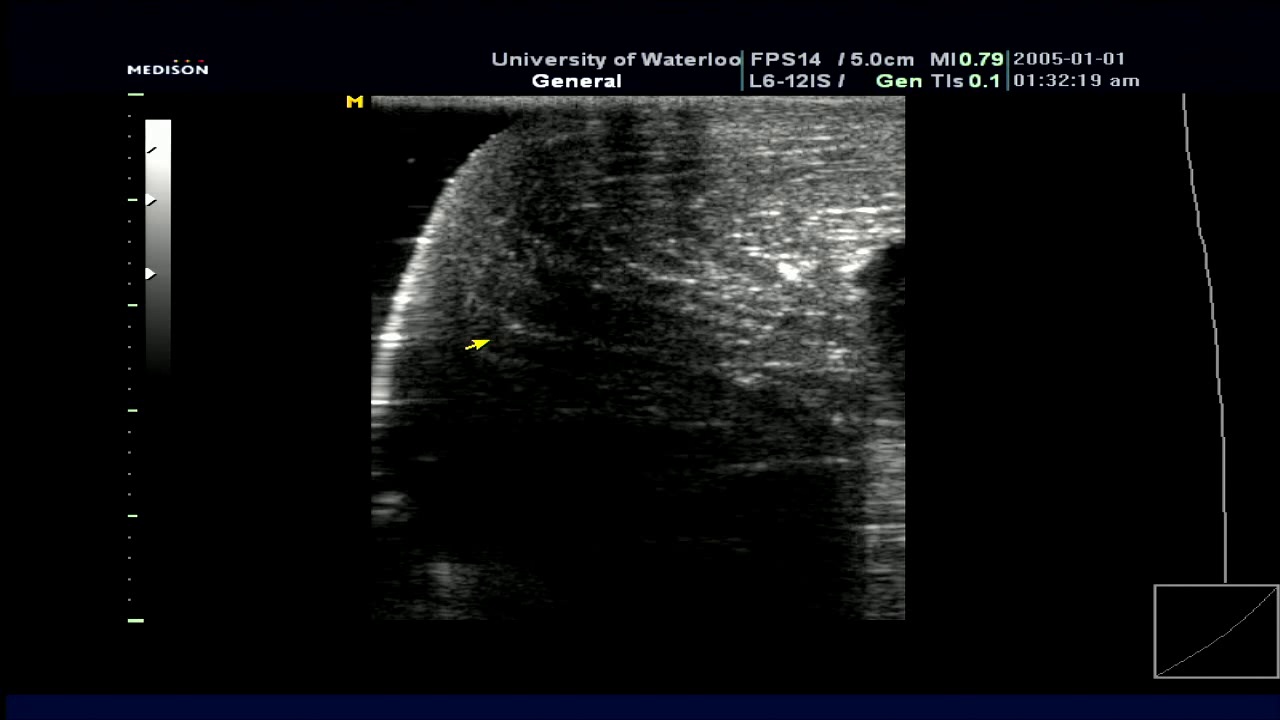 MEDISON
University of Waterloo FPS14 / 5.0cm MI 0.79 2005-01-01
General L6-12IS / Gen TIs 0.1 01:32:19 am
M